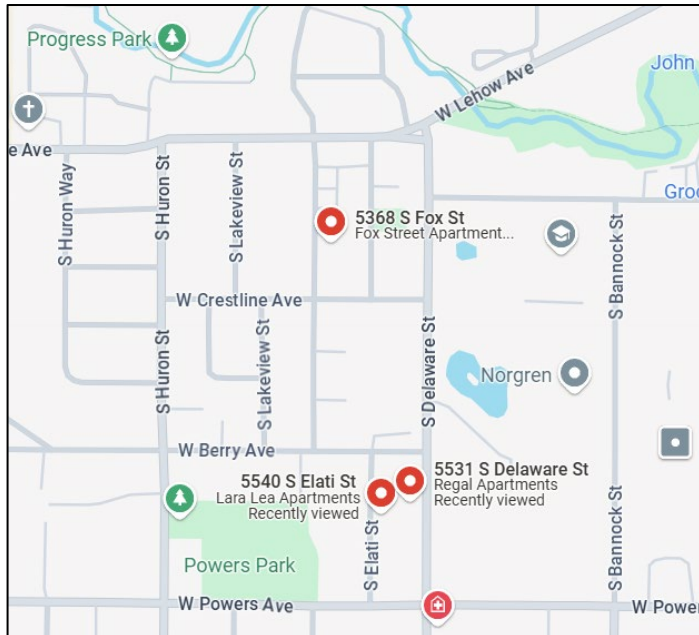 Progress Park
John
W Lehow Ave
e Ave
S Huron Way
S Huron St
S Lakeview St
Groo
5368 S Fox St
Fox Street Apartment...
S Bannock St
W Crestline Ave
S Huron St
S Lakeview St
S Delaware St
Norgren
W Berry Ave
5540 S Elati St
Lara Lea Apartments
Recently viewed
5531 S Delaware St
Regal Apartments
Recently viewed
S Elati St
S Bannock St
Powers Park
W Powers Ave
W Power